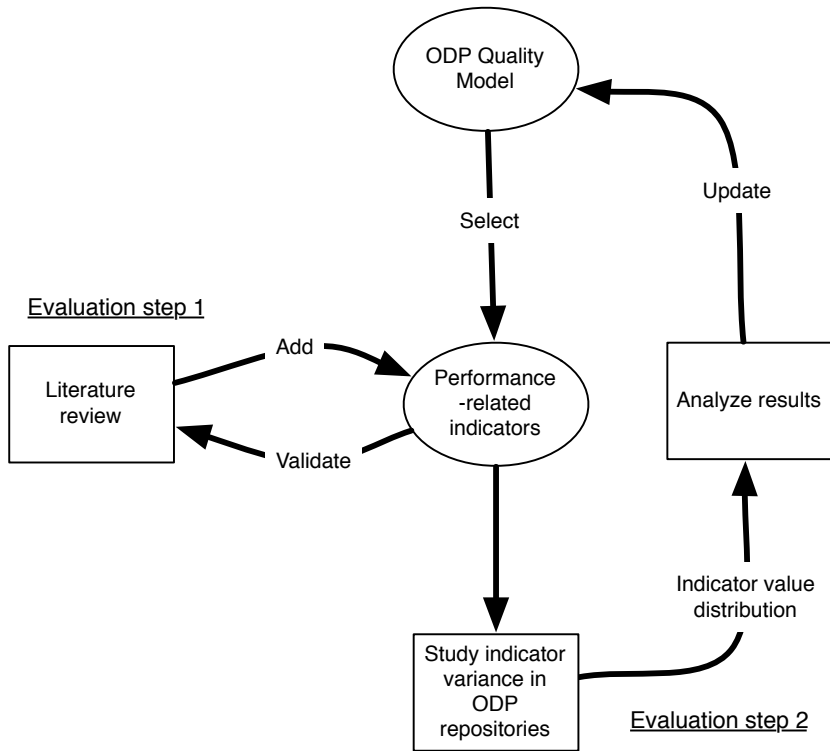 ODP Quality
Model
Select
Update
Evaluation step 1
Add
Literature
review
Performance
-related
indicators
Analyze results
Validate
Indicator value
distribution
Study indicator
variance in
ODP
repositories
Evaluation step 2